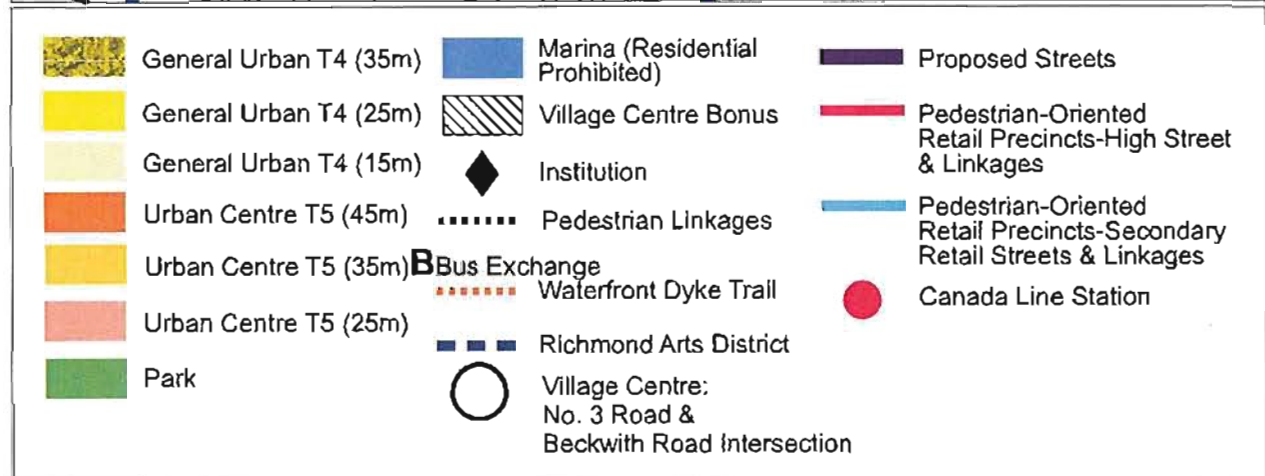 General Urban T4 (35m)
General Urban T4 (25m)
General Urban T4 (15m)
Urban Centre T5 (45m)
Urban Centre T5 (35m)
Urban Centre T5 (25m)
Park
Marina (Residential
Prohibited)
Village Centre Bonus
Institution
Pedestrian Linkages
B Bus Exchange
Waterfront Dyke Trail
Richmond Arts District
Village Centre:
No. 3 Road &
Beckwith Road Intersection
Proposed Streets
Pedestrian-Oriented
Retail Precincts-High Street
& Linkages
Pedestrian-Oriented
Retail Precincts-Secondary
Retail Streets & Linkages
Canada Line Station